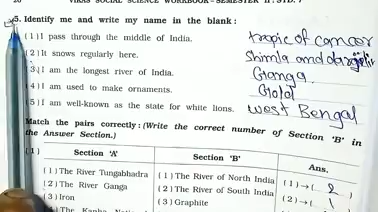 20 VIKAS SOCIAL SCIENCE WORKBOOK—SEMESTER II : STD. 7
5. Identify me and write my name in the blank :
(1) I pass through the middle of India. tropic of cancer
(2) It snows regularly here. Shimla and
(3) I am the longest river of India. Ganga
(4) I am used to make ornaments. Gold
(5) I am well-known as the state for white lions. West Bengal
Match the pairs correctly : (Write the correct number of Section 'B' in
the Answer Section.)
(1) Section 'A' Section 'B' Ans.
(1) The River Tungabhadra (1) The River of North India (1) → ( 2
(2) The River Ganga (2) The River of South India (2) → ( 1
(3) Iron (3) Graphite
The Kanha